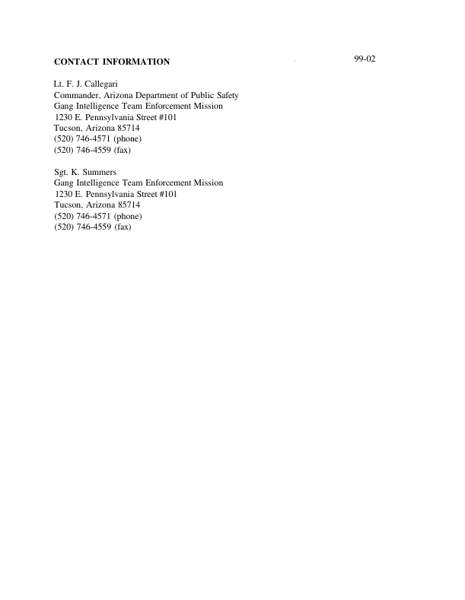 CONTACT INFORMATION
99-02
Lt. F. J. Callegari
Commander, Arizona Department of Public Safety
Gang Intelligence Team Enforcement Mission
1230 E. Pennsylvania Street #101
Tucson, Arizona 85714
(520) 746-4571 (phone)
(520) 746-4559 (fax)
Sgt. K. Summers
Gang Intelligence Team Enforcement Mission
1230 E. Pennsylvania Street #101
Tucson, Arizona 85714
(520) 746-4571 (phone)
(520) 746-4559 (fax)